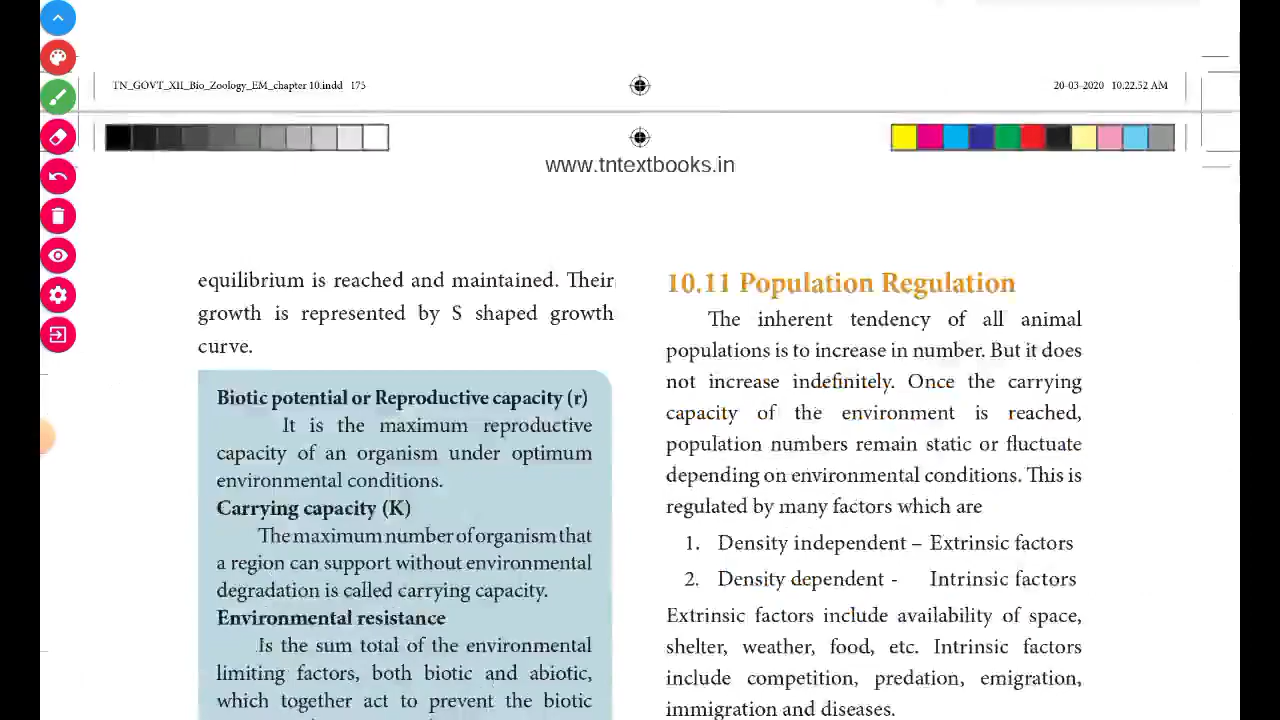 TN_GOVT_XII_Bio_Zoology_EM_chapter 10.indd 175
20-03-2020 10.22.52 AM
www.tntextbooks.in
equilibrium is reached and maintained. Their
growth is represented by S shaped growth
curve.
Biotic potential or Reproductive capacity (r)
It is the maximum reproductive
capacity of an organism under optimum
environmental conditions.
Carrying capacity (K)
The maximum number of organism that
a region can support without environmental
degradation is called carrying capacity.
Environmental resistance
Is the sum total of the environmental
limiting factors, both biotic and abiotic,
which together act to prevent the biotic
10.11 Population Regulation
The inherent tendency of all animal
populations is to increase in number. But it does
not increase indefinitely. Once the carrying
capacity of the environment is reached,
population numbers remain static or fluctuate
depending on environmental conditions. This is
regulated by many factors which are
1. Density independent – Extrinsic factors
2. Density dependent - Intrinsic factors
Extrinsic factors include availability of space,
shelter, weather, food, etc. Intrinsic factors
include competition, predation, emigration,
immigration and diseases.